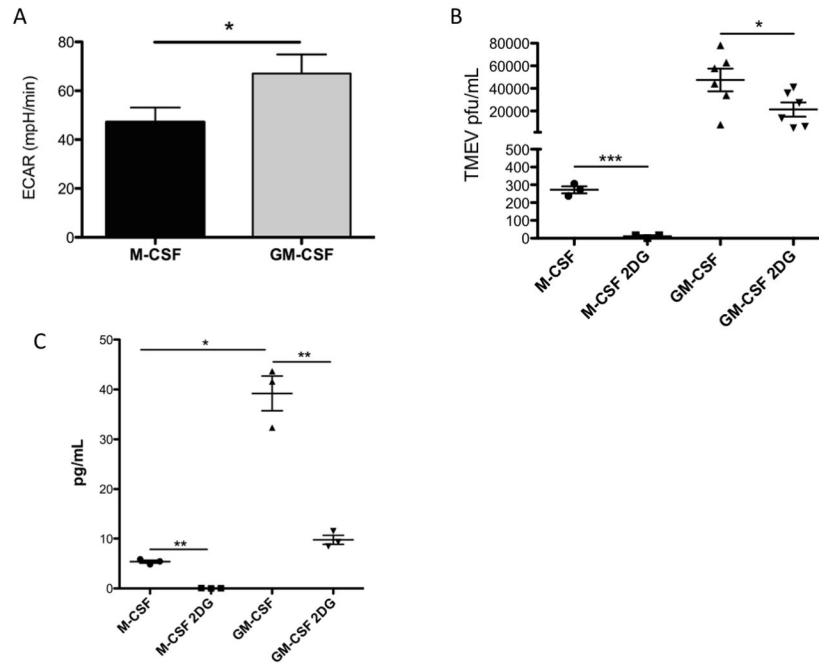 A
*
ECAR (mpH/min)
80
60
40
20
0
M-CSF
GM-CSF
B
*
***
TMEV pfu/mL
80000
60000
40000
20000
500
400
300
200
100
0
M-CSF
M-CSF 2DG
GM-CSF
GM-CSF 2DG
C
*
**
**
pg/mL
50
40
30
20
10
0
M-CSF
M-CSF 2DG
GM-CSF
GM-CSF 2DG